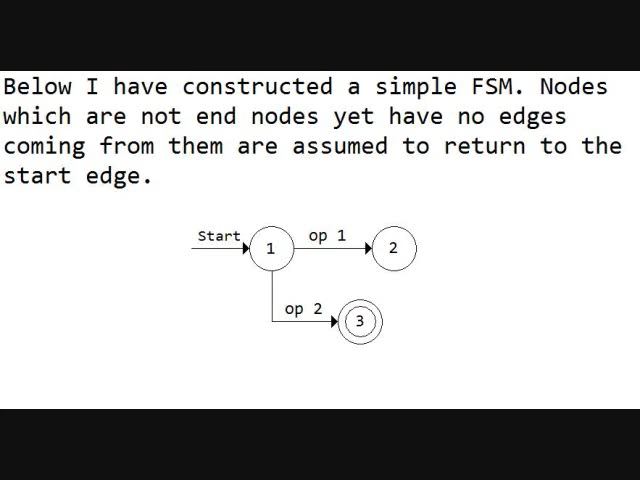 Below I have constructed a simple FSM. Nodes
which are not end nodes yet have no edges
coming from them are assumed to return to the
start edge.
Start
1
op 1
2
op 2
3